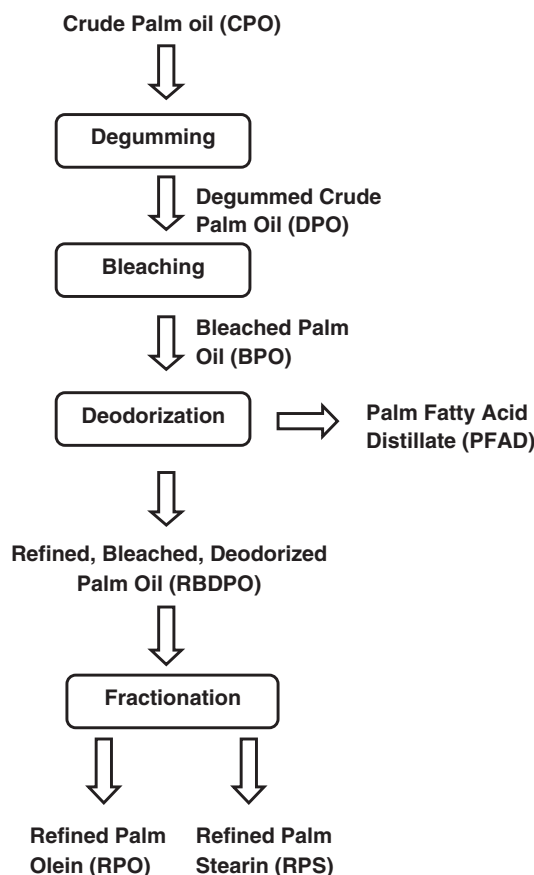 Crude Palm oil (CPO)
Degumming
Degummed Crude
Palm Oil (DPO)
Bleaching
Bleached Palm
Oil (BPO)
Deodorization
Palm Fatty Acid
Distillate (PFAD)
Refined, Bleached, Deodorized
Palm Oil (RBDPO)
Fractionation
Refined Palm
Olein (RPO)
Refined Palm
Stearin (RPS)